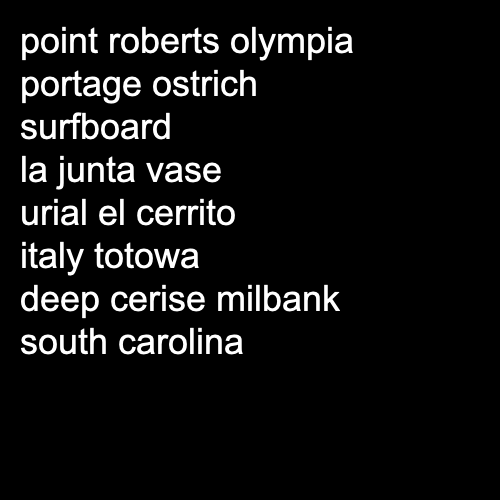 point roberts olympia
portage ostrich
surfboard
la junta vase
urial el cerrito
italy totowa
deep cerise milbank
south carolina